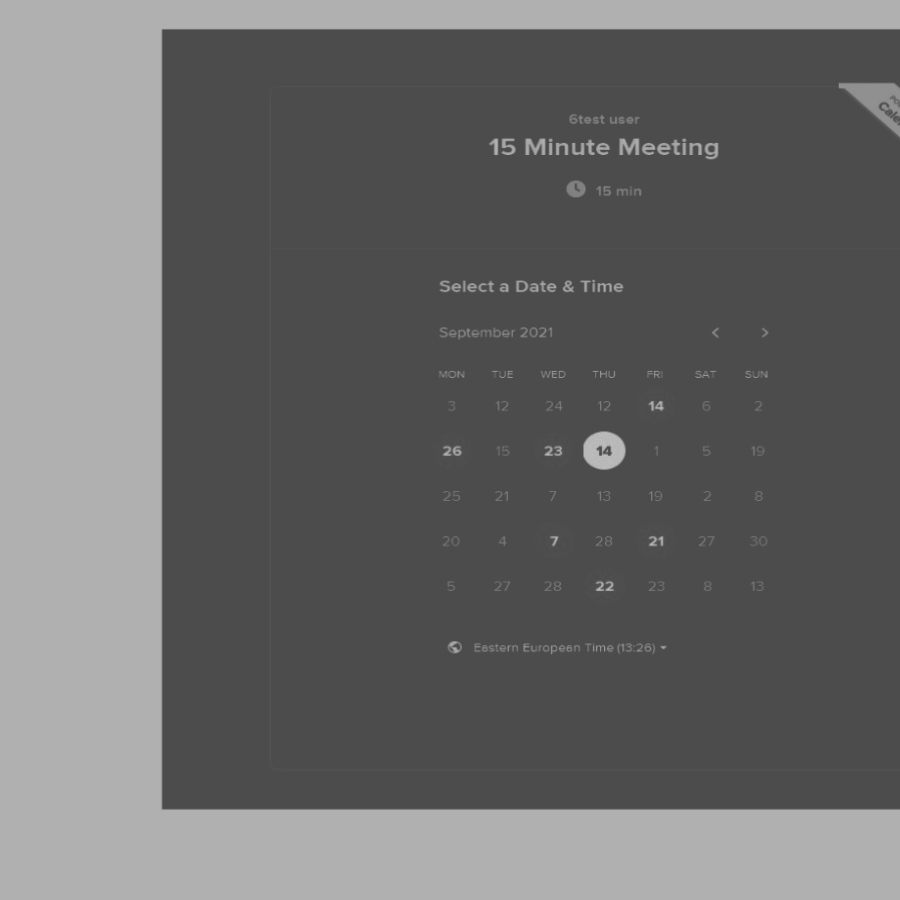 6test user
15 Minute Meeting
15 min
Select a Date & Time
September 2021
MON TUE WED THU FRI SAT SUN
3 12 24 12 14 6 2
26 15 23 14 1 5 19
25 21 7 13 19 2 8
20 4 7 28 21 27 30
5 27 28 22 23 8 13
Eastern European Time (13:26)